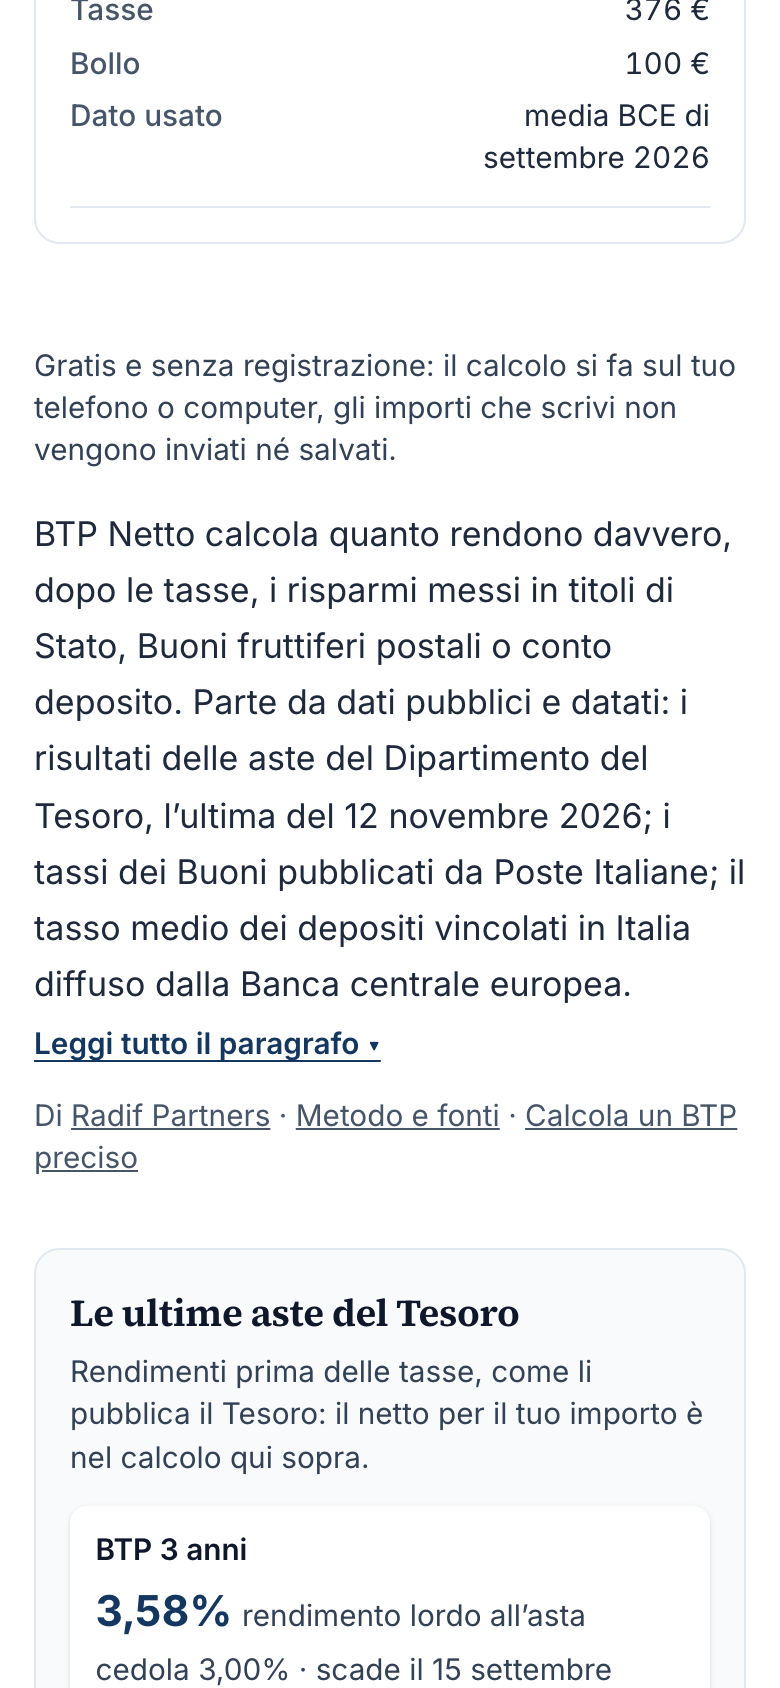 Tasse 376 €
Bollo 100 €
Dato usato media BCE di
settembre 2026
Gratis e senza registrazione: il calcolo si fa sul tuo
telefono o computer, gli importi che scrivi non
vengono inviati né salvati.
BTP Netto calcola quanto rendono davvero,
dopo le tasse, i risparmi messi in titoli di
Stato, Buoni fruttiferi postali o conto
deposito. Parte da dati pubblici e datati: i
risultati delle aste del Dipartimento del
Tesoro, l’ultima del 12 novembre 2026; i
tassi dei Buoni pubblicati da Poste Italiane; il
tasso medio dei depositi vincolati in Italia
diffuso dalla Banca centrale europea.
Leggi tutto il paragrafo ▾
Di Radif Partners · Metodo e fonti · Calcola un BTP
preciso
Le ultime aste del Tesoro
Rendimenti prima delle tasse, come li
pubblica il Tesoro: il netto per il tuo importo è
nel calcolo qui sopra.
BTP 3 anni
3,58% rendimento lordo all’asta
cedola 3,00% · scade il 15 settembre